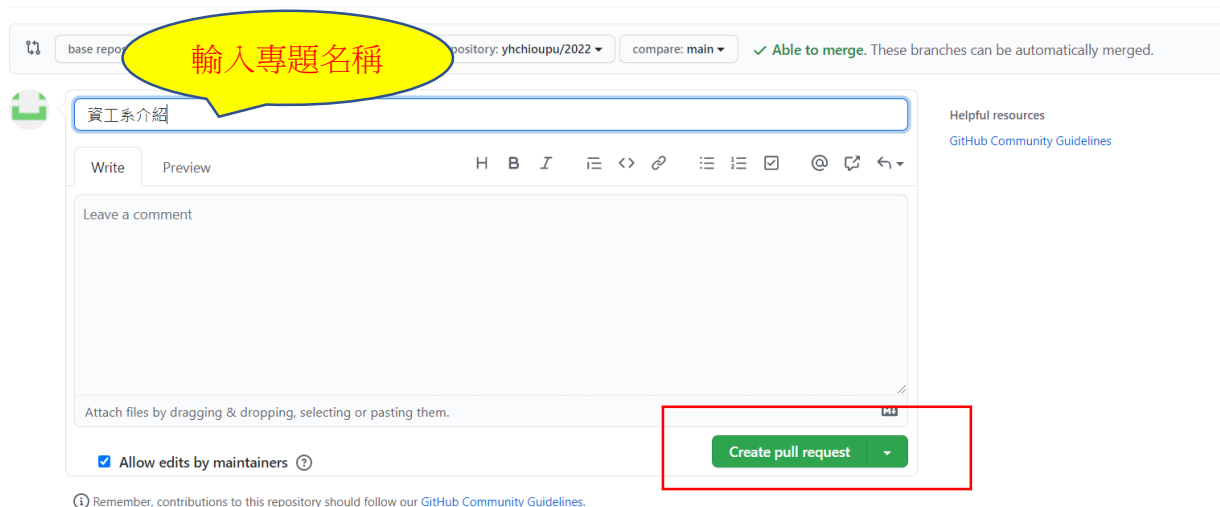 base repos
輸入專題名稱
pository: yhchioupu/2022
compare: main
Able to merge. These branches can be automatically merged.
資工系介紹
Helpful resources
GitHub Community Guidelines
Write
Preview
Leave a comment
Attach files by dragging & dropping, selecting or pasting them.
Create pull request
Allow edits by maintainers
Remember, contributions to this repository should follow our GitHub Community Guidelines.